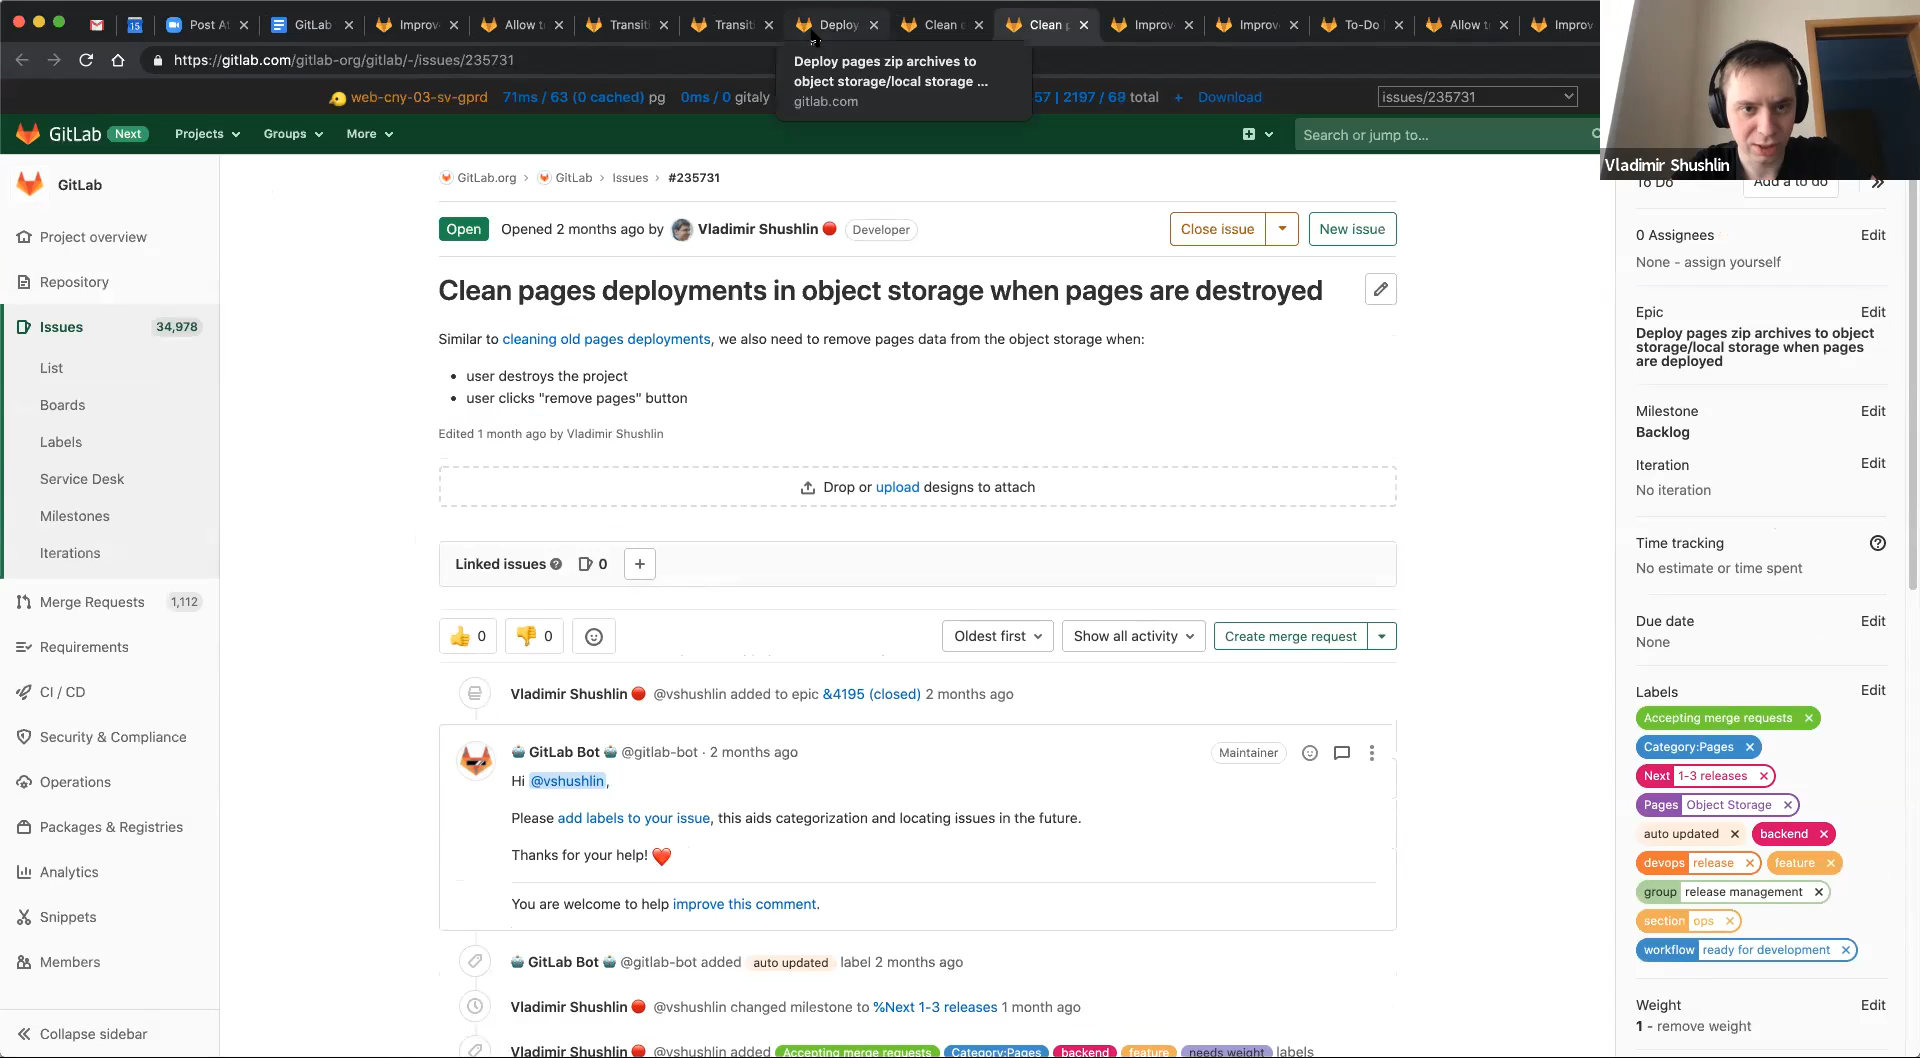 Post A
GitLab
Improv
Allow t
Transiti
Transiti
Deploy
Clean
Clean p
Improv
Improv
To-Do
Allow t
Improv
https://gitlab.com/gitlab-org/gitlab/-/issues/235731
Deploy pages zip archives to
object storage/local storage ...
gitlab.com
web-cny-03-sv-gprd 71ms / 63 (0 cached) pg 0ms / 0 gitaly 57 | 2197 / 68 total + Download issues/235731
GitLab Next Projects Groups More Search or jump to...
Vladimir Shushlin
GitLab
Project overview
Repository
Issues 34,978
List
Boards
Labels
Service Desk
Milestones
Iterations
Merge Requests 1,112
Requirements
CI / CD
Security & Compliance
Operations
Packages & Registries
Analytics
Snippets
Members
Collapse sidebar
GitLab.org › GitLab › Issues › #235731
Open Opened 2 months ago by Vladimir Shushlin Developer Close issue New issue
Clean pages deployments in object storage when pages are destroyed
Similar to cleaning old pages deployments, we also need to remove pages data from the object storage when:
• user destroys the project
• user clicks "remove pages" button
Edited 1 month ago by Vladimir Shushlin
Drop or upload designs to attach
Linked issues 0 +
👍 0 👎 0 Oldest first Show all activity Create merge request
Vladimir Shushlin @vshushlin added to epic &4195 (closed) 2 months ago
GitLab Bot @gitlab-bot · 2 months ago Maintainer
Hi @vshushlin,
Please add labels to your issue, this aids categorization and locating issues in the future.
Thanks for your help! ❤️
You are welcome to help improve this comment.
GitLab Bot @gitlab-bot added auto updated label 2 months ago
Vladimir Shushlin @vshushlin changed milestone to %Next 1-3 releases 1 month ago
Vladimir Shushlin @vshushlin added Accepting merge requests Category:Pages backend feature needs weight labels
To Do Add a to do
0 Assignees Edit
None - assign yourself
Epic Edit
Deploy pages zip archives to object
storage/local storage when pages
are deployed
Milestone Edit
Backlog
Iteration Edit
No iteration
Time tracking
No estimate or time spent
Due date Edit
None
Labels Edit
Accepting merge requests
Category:Pages
Next 1-3 releases
Pages Object Storage
auto updated backend
devops release feature
group release management
section ops
workflow ready for development
Weight Edit
1 - remove weight